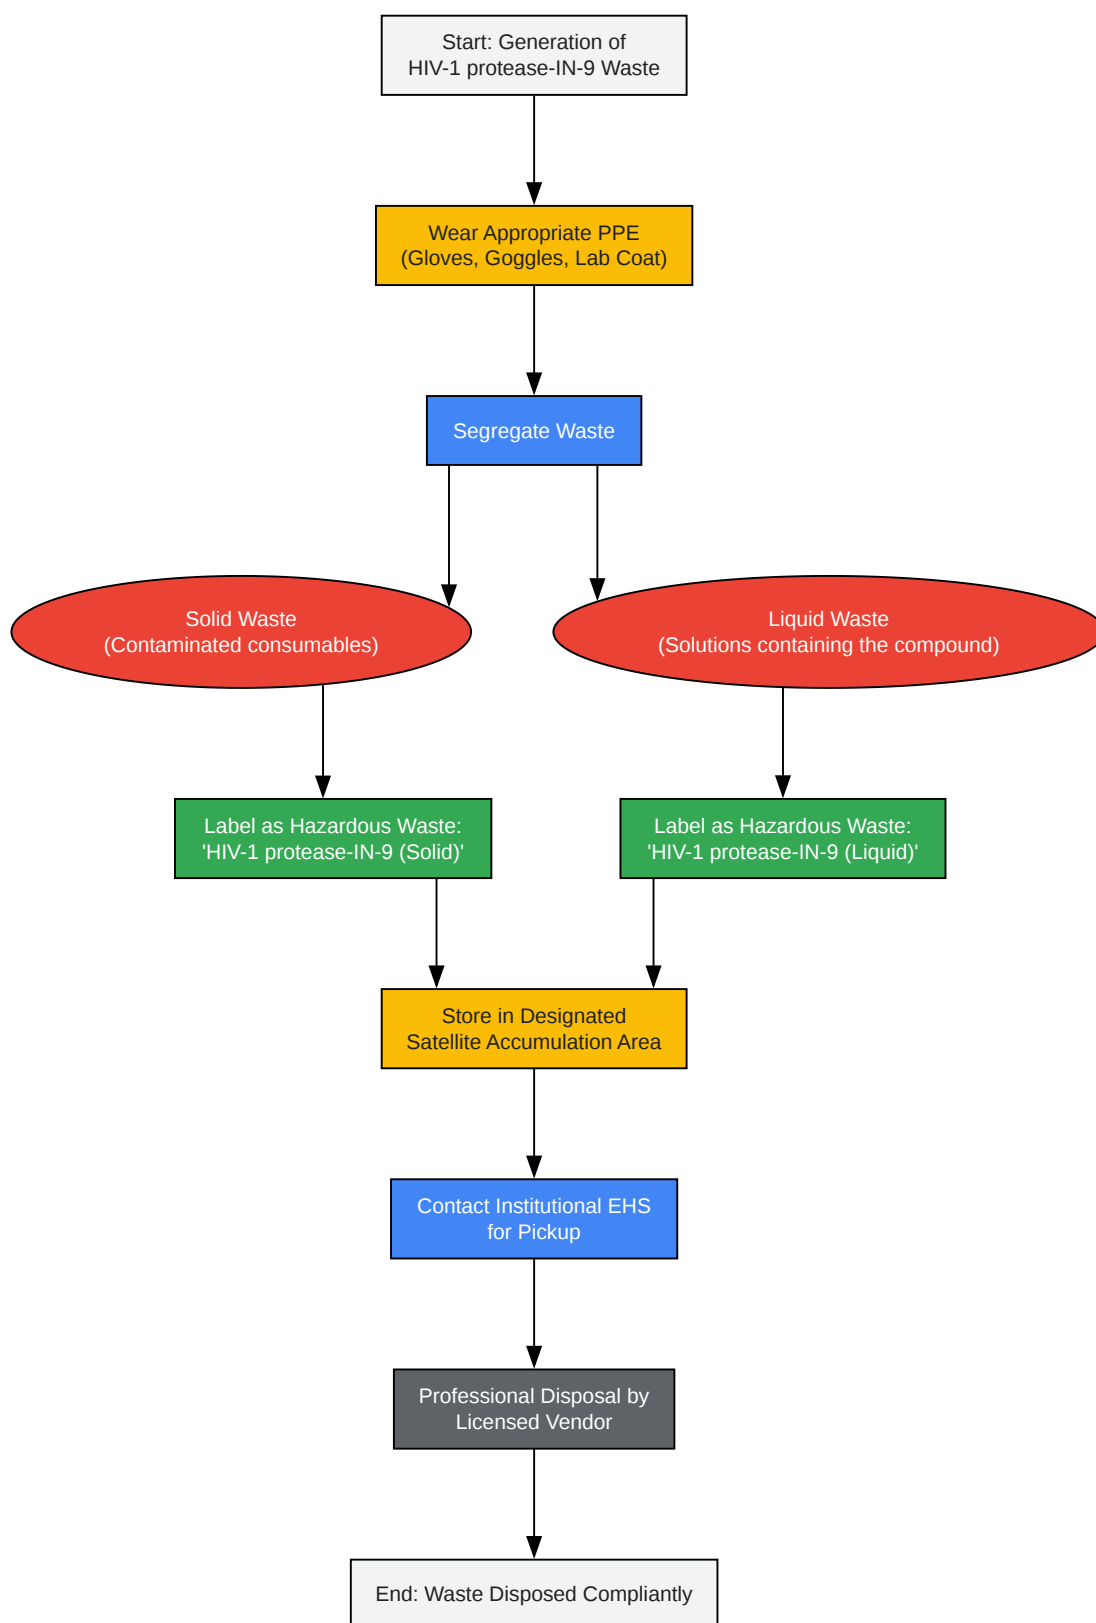 Start: Generation of
HIV-1 protease-IN-9 Waste
Wear Appropriate PPE
(Gloves, Goggles, Lab Coat)
Segregate Waste
Solid Waste
(Contaminated consumables)
Liquid Waste
(Solutions containing the compound)
Label as Hazardous Waste:
'HIV-1 protease-IN-9 (Solid)'
Label as Hazardous Waste:
'HIV-1 protease-IN-9 (Liquid)'
Store in Designated
Satellite Accumulation Area
Contact Institutional EHS
for Pickup
Professional Disposal by
Licensed Vendor
End: Waste Disposed Compliantly